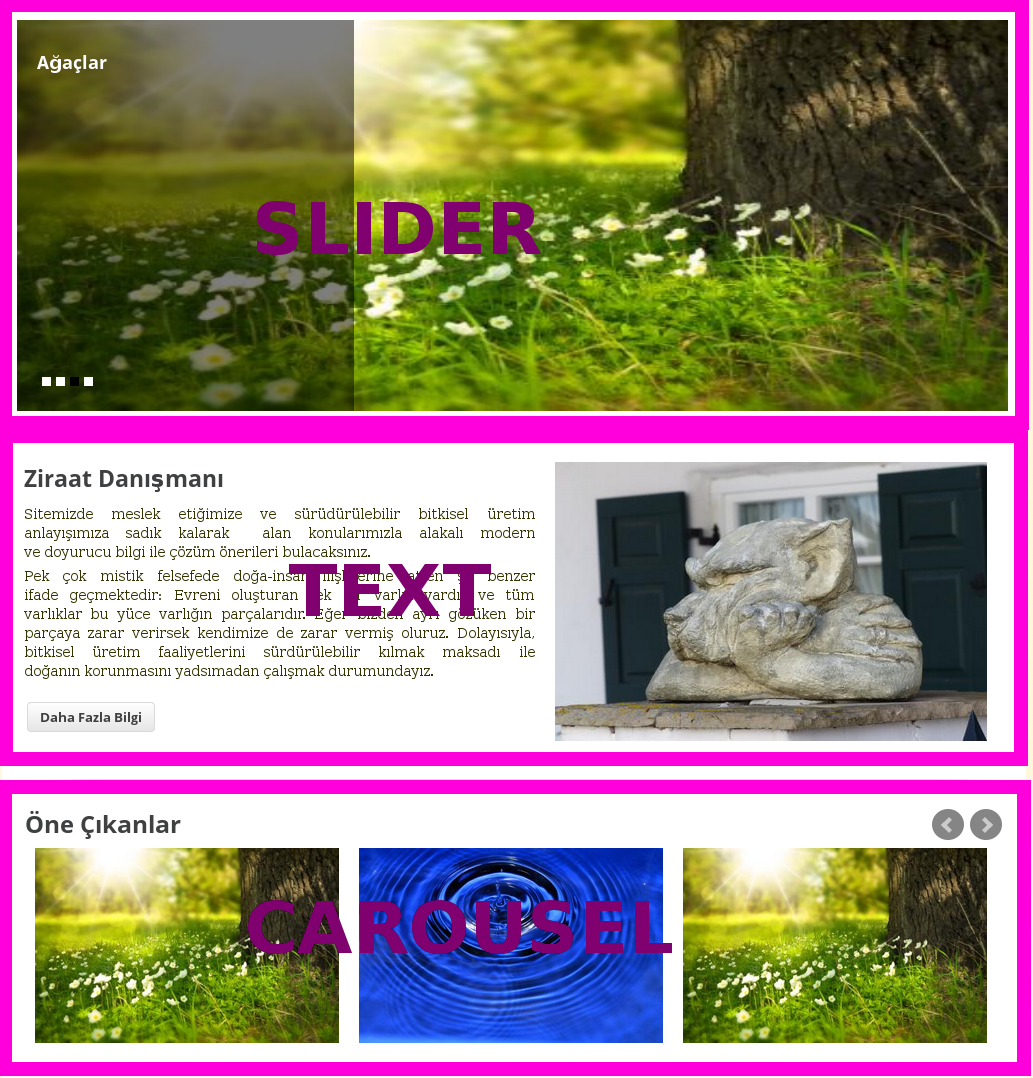 Ağaçlar
SLIDER
Ziraat Danışmanı
Sitemizde meslek etiğimize ve sürüdürülebilir bitkisel üretim
anlayışımıza sadık kalarak alan konularımızla alakalı modern
ve doyurucu bilgi ile çözüm önerileri bulacaksınız.
Pek çok mistik felsefede doğa-insan benzer
ifade geçmektedir: Evreni oluşturan tek varlık vardır ve tüm
varlıklar bu yüce varlığın parçalarıdır. Eğer bizden ayrı gözüken bir
parçaya zarar verirsek kendimize de zarar vermiş oluruz. Dolayısıyla,
bitkisel üretim faaliyetlerini sürdürülebilir kılmak maksadı ile
doğanın korunmasını yadsımadan çalışmak durumundayız.
TEXT
Daha Fazla Bilgi
Öne Çıkanlar
CAROUSEL